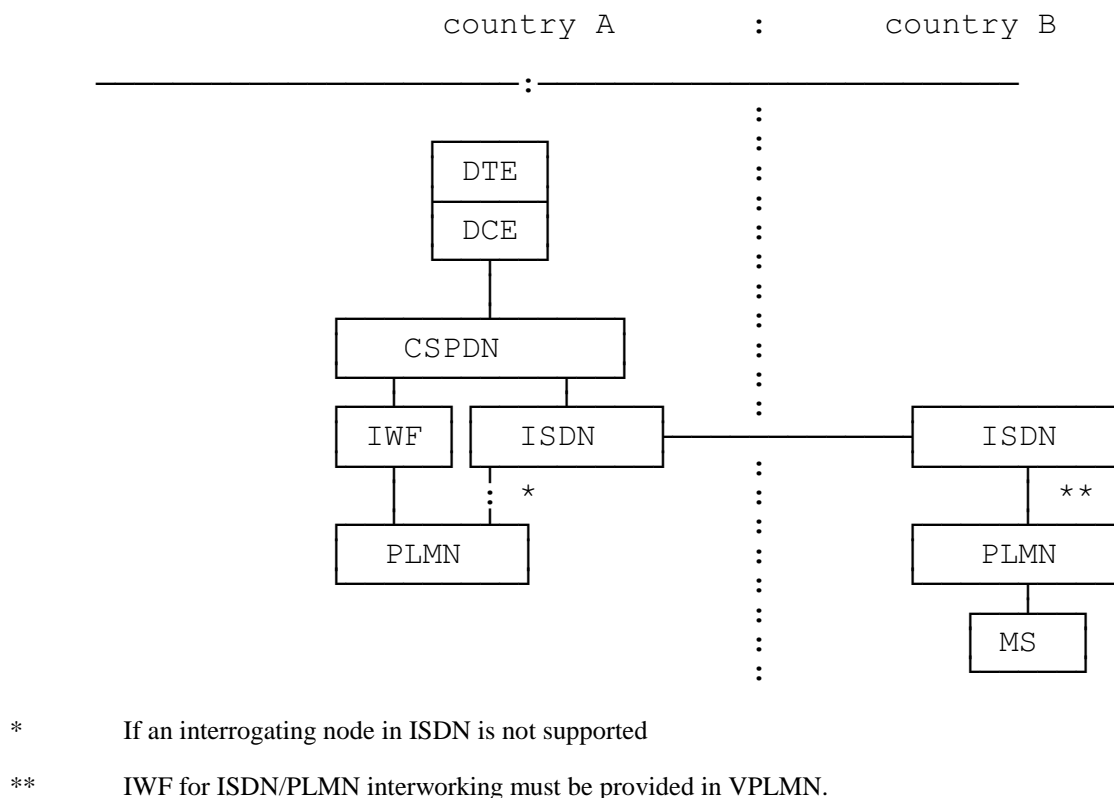 country A : country B
:
DTE
DCE
CSPDN
IWF ISDN ISDN
* **
PLMN PLMN
MS
* If an interrogating node in ISDN is not supported
** IWF for ISDN/PLMN interworking must be provided in VPLMN.